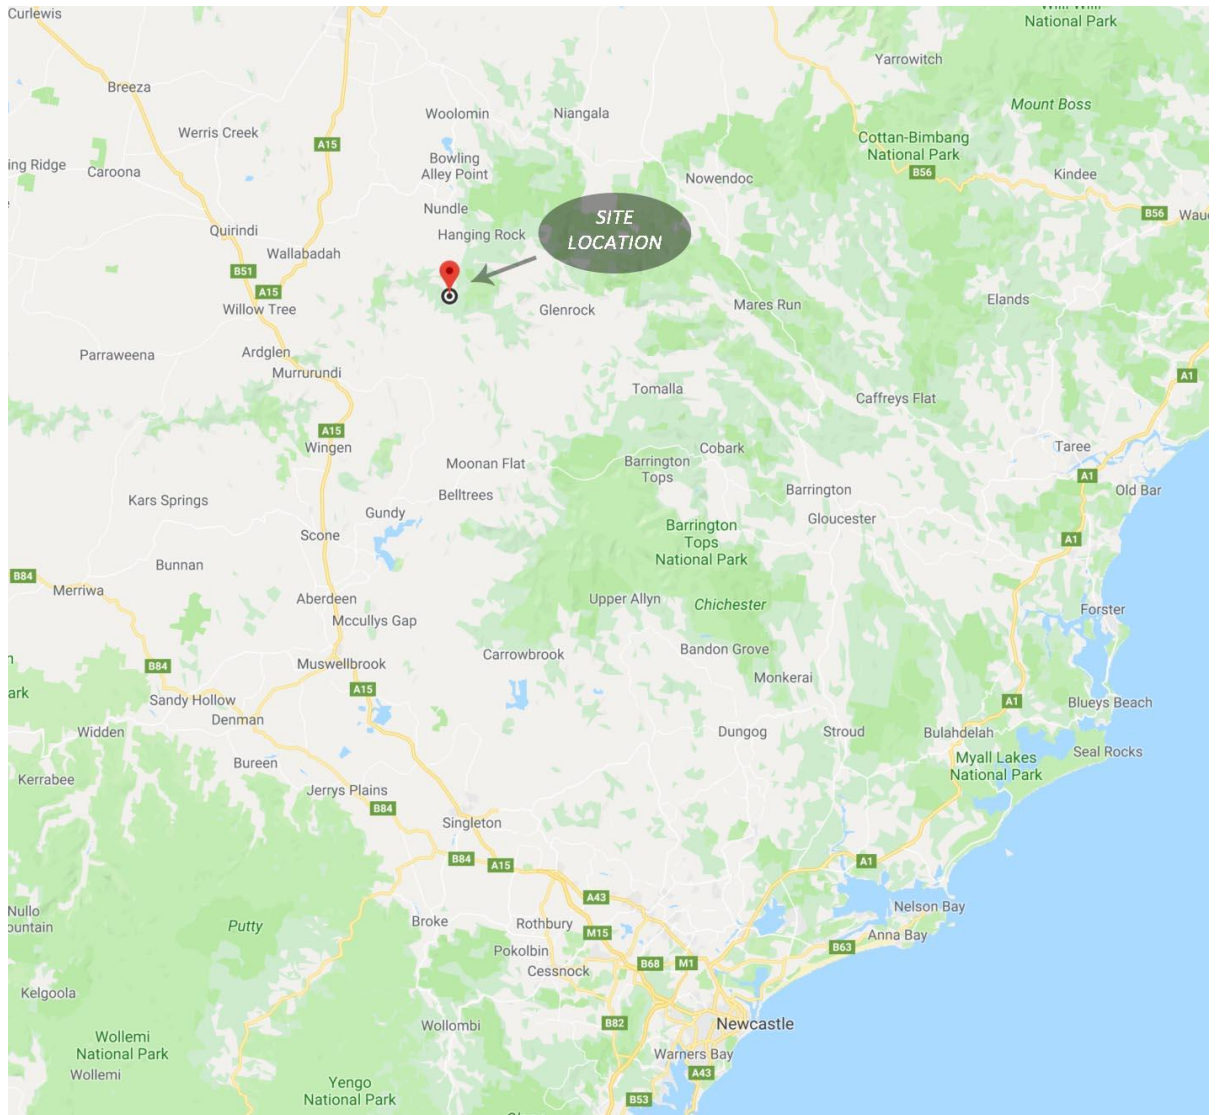 Curlewis
National Park
Yarrowitch
Breeza
Woolomin
Niangala
Mount Boss
Werris Creek
A15
Cottan-Bimbang
National Park
ing Ridge
Caroona
Bowling
Alley Point
Nowendoc
B56
Kindee
Nundle
SITE
LOCATION
B56
Waue
Quirindi
Hanging Rock
Wallabadah
B51
A15
Willow Tree
Glenrock
Mares Run
Elands
Parraweena
Ardglen
Murrurundi
A1
Tomalla
Caffreys Flat
A15
Wingen
Cobark
Taree
Moonan Flat
Barrington
Tops
A1
Kars Springs
Belltrees
Barrington
Old Bar
Gundy
Gloucester
Scone
Barrington
Tops
National Park
A1
Bunnan
B84
Merriwa
Aberdeen
Upper Allyn
Chichester
Forster
Mccullys Gap
Carrowbrook
Bandon Grove
n
ark
B84
Muswellbrook
Monkerai
A15
Sandy Hollow
A1
Blueys Beach
Denman
Widden
Dungog
Stroud
Bulahdelah
Seal Rocks
Bureen
Myall Lakes
National Park
Kerrabee
Jerrys Plains
B84
Singleton
B84
A15
A1
A43
Nelson Bay
Nullo
ountain
Putty
Broke
Rothbury
M15
Anna Bay
B63
Pokolbin
B68
M1
Cessnock
Kelgoola
Wollombi
B82
Newcastle
Wollemi
National Park
Warners Bay
Wollemi
A43
Yengo
National Park
B53